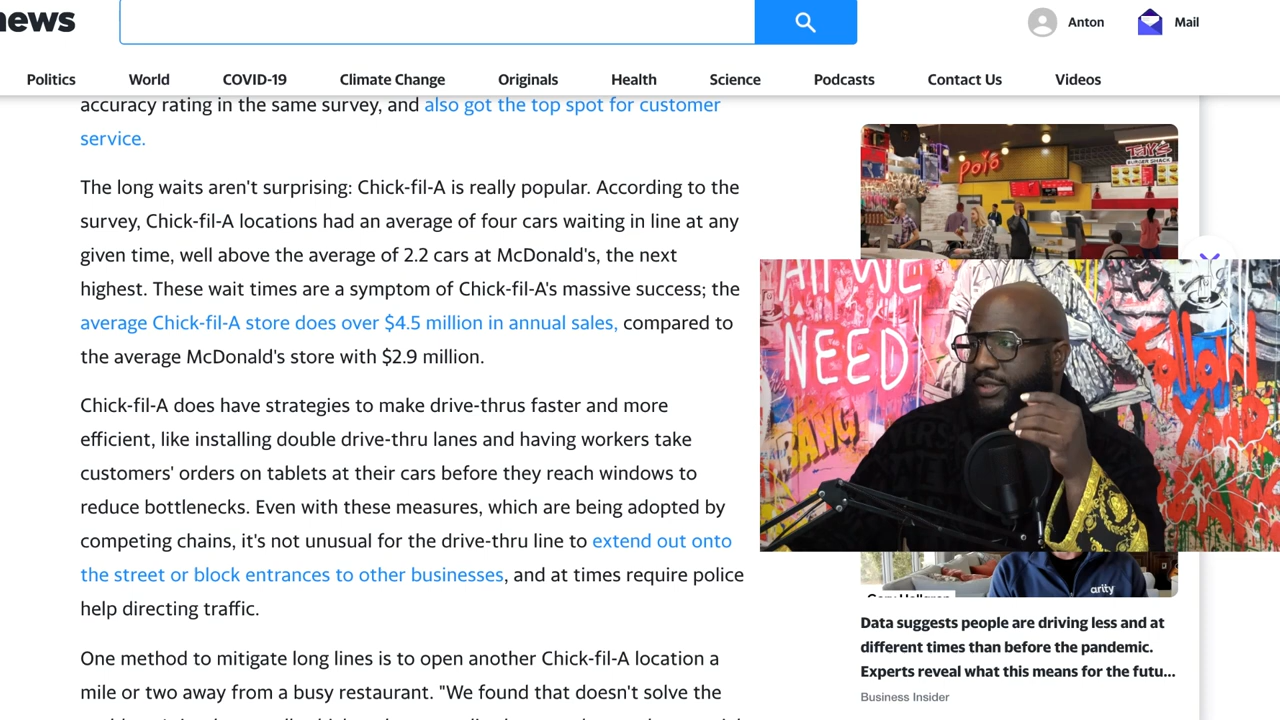 news
Anton
Mail
Politics
World
COVID-19
Climate Change
Originals
Health
Science
Podcasts
Contact Us
Videos
accuracy rating in the same survey, and also got the top spot for customer
service.
The long waits aren't surprising: Chick-fil-A is really popular. According to the
survey, Chick-fil-A locations had an average of four cars waiting in line at any
given time, well above the average of 2.2 cars at McDonald's, the next
highest. These wait times are a symptom of Chick-fil-A's massive success; the
average Chick-fil-A store does over $4.5 million in annual sales, compared to
the average McDonald's store with $2.9 million.
Chick-fil-A does have strategies to make drive-thrus faster and more
efficient, like installing double drive-thru lanes and having workers take
customers' orders on tablets at their cars before they reach windows to
reduce bottlenecks. Even with these measures, which are being adopted by
competing chains, it's not unusual for the drive-thru line to extend out onto
the street or block entrances to other businesses, and at times require police
help directing traffic.
One method to mitigate long lines is to open another Chick-fil-A location a
mile or two away from a busy restaurant. "We found that doesn't solve the
Polo
BURGER SHACK
ALL WE
NEED
BANG
Follow
YOUR
arity
Data suggests people are driving less and at
different times than before the pandemic.
Experts reveal what this means for the futu...
Business Insider